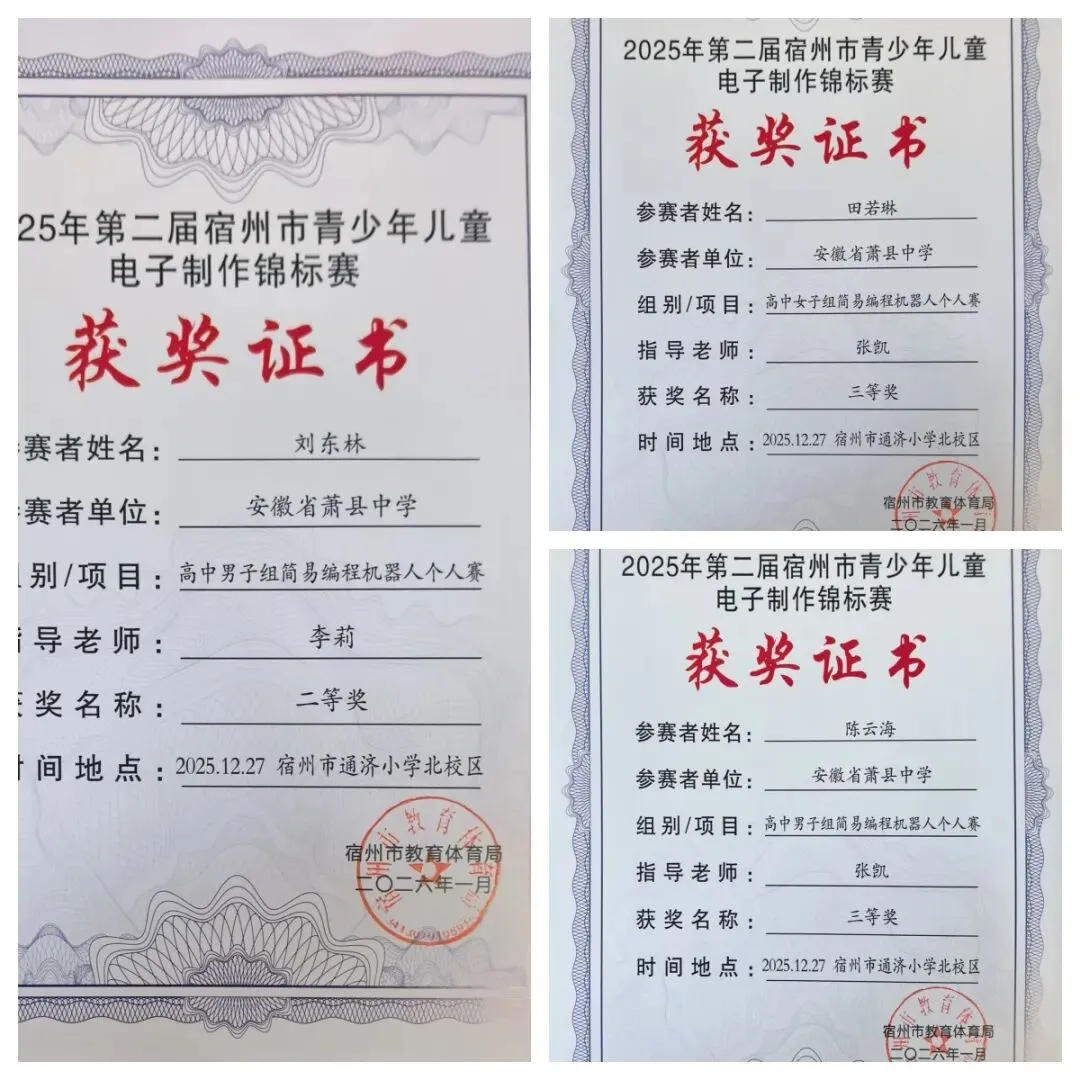 25年第二届宿州市青少年儿童
电子制作锦标赛
获奖证书
赛者姓名：刘东林
赛者单位：安徽省萧县中学
别/项目：高中男子组简易编程机器人个人赛
导老师：李莉
奖名称：二等奖
间地点：2025.12.27 宿州市通济小学北校区
宿州市教育体育局
二〇二六年一月
2025年第二届宿州市青少年儿童
电子制作锦标赛
获奖证书
参赛者姓名：田若琳
参赛者单位：安徽省萧县中学
组别/项目：高中女子组简易编程机器人个人赛
指导老师：张凯
获奖名称：三等奖
时间地点：2025.12.27 宿州市通济小学北校区
宿州市教育体育局
二〇二六年一月
2025年第二届宿州市青少年儿童
电子制作锦标赛
获奖证书
参赛者姓名：陈云海
参赛者单位：安徽省萧县中学
组别/项目：高中男子组简易编程机器人个人赛
指导老师：张凯
获奖名称：三等奖
时间地点：2025.12.27 宿州市通济小学北校区
宿州市教育体育局
二〇二六年一月